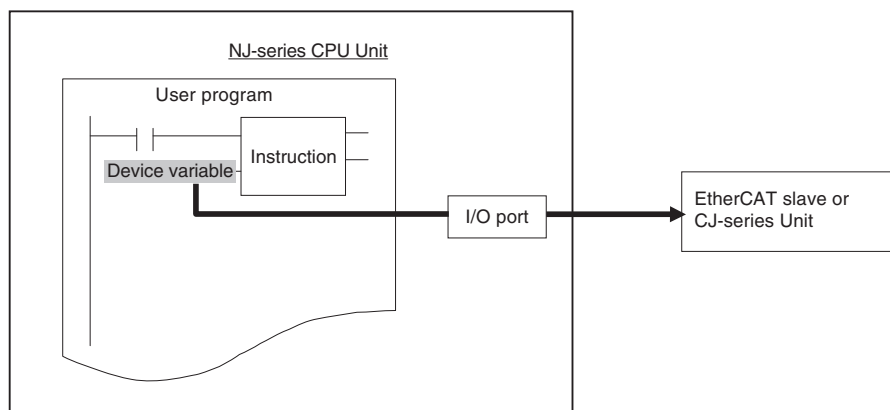 NJ-series CPU Unit
User program
Instruction
Device variable
I/O port
EtherCAT slave or
CJ-series Unit